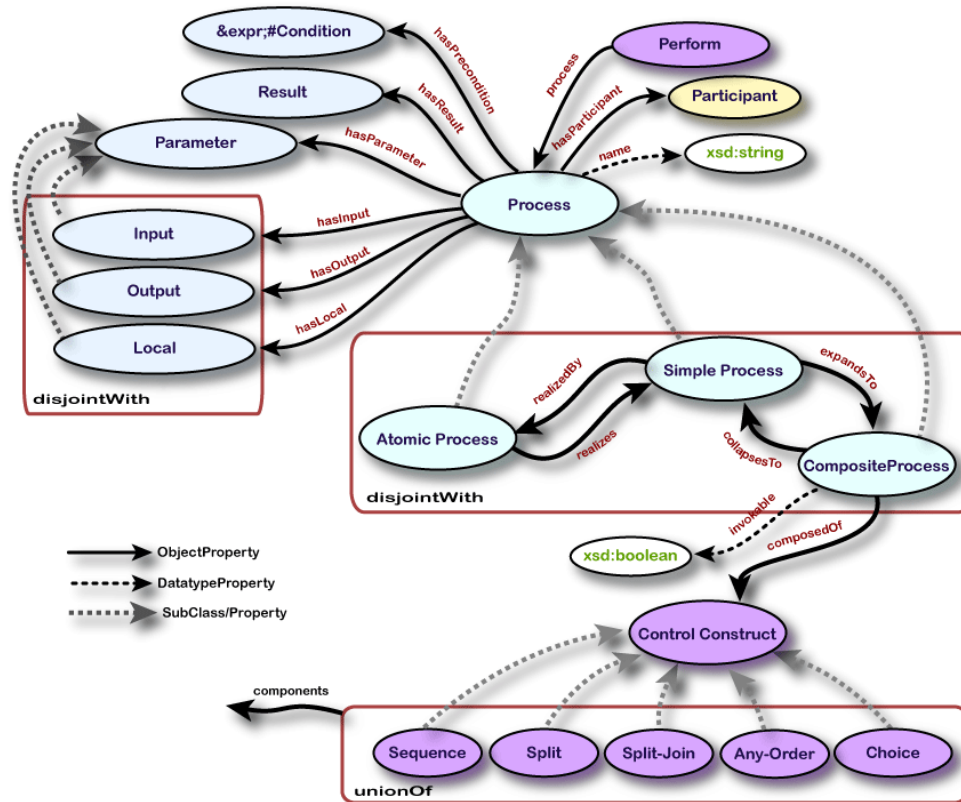 &expr;#Condition
Perform
hasPrecondition
process
Result
hasResult
hasParticipant
Participant
Parameter
hasParameter
name
xsd:string
Process
Input
hasInput
Output
hasOutput
Local
hasLocal
disjointWith
Simple Process
expandsTo
realizedBy
realizes
Atomic Process
collapsesTo
CompositeProcess
disjointWith
invokable
composedOf
xsd:boolean
ObjectProperty
DatatypeProperty
SubClass/Property
Control Construct
components
Sequence
Split
Split-Join
Any-Order
Choice
unionOf